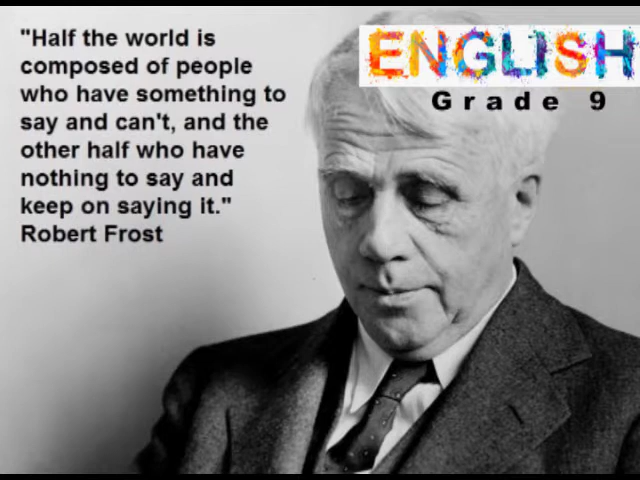 "Half the world is
composed of people
who have something to
say and can't, and the
other half who have
nothing to say and
keep on saying it."
Robert Frost
ENGLISH
Grade 9